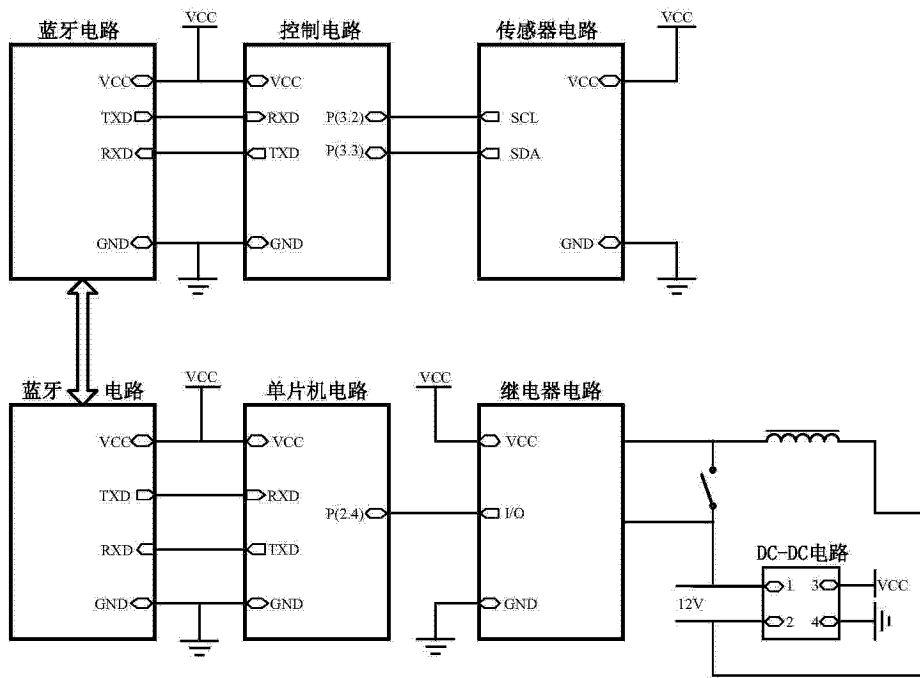 VCC VCC
蓝牙电路 控制电路 传感器电路
VCC VCC VCC
TXD RXD P(3.2) SCL
RXD TXD P(3.3) SDA
GND GND GND
VCC VCC
蓝牙 电路 单片机电路 继电器电路
VCC VCC VCC
TXD RXD
P(2.4) I/O
RXD TXD
DC-DC电路
GND GND GND
1 3 VCC
12V
2 4